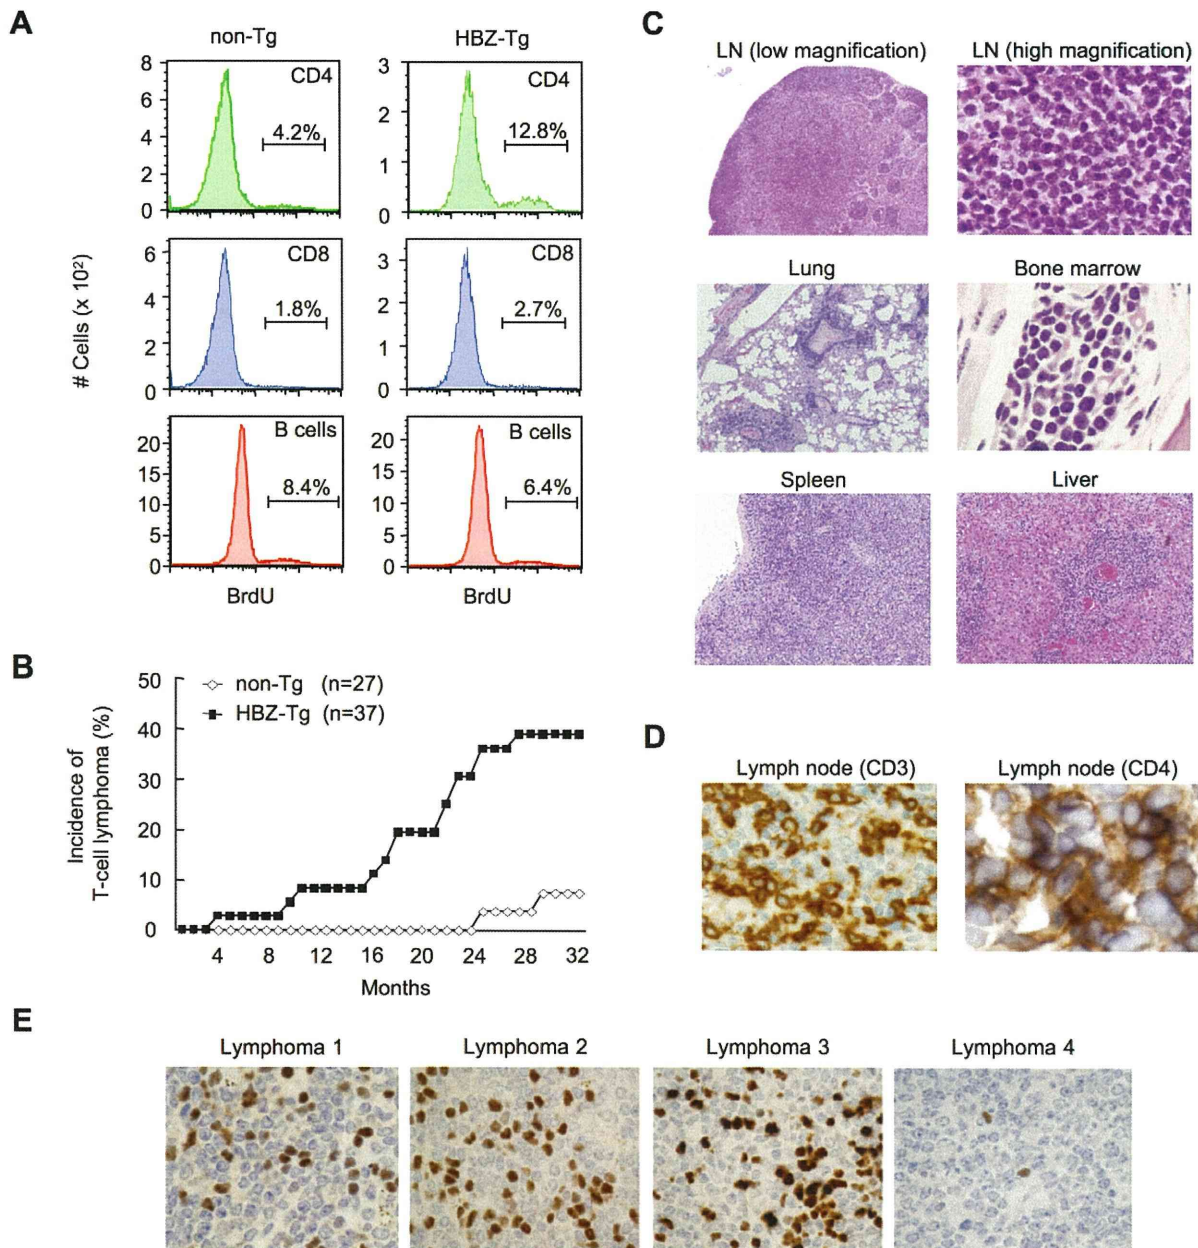 A
non-Tg
HBZ-Tg
8
6
4
2
0
CD4
4.2%
3
2
1
0
CD4
12.8%
# Cells (x 10²)
6
4
2
0
CD8
1.8%
3
2
1
0
CD8
2.7%
20
15
10
5
0
B cells
8.4%
20
15
10
5
0
B cells
6.4%
BrdU
BrdU
B
Incidence of
T-cell lymphoma (%)
50
40
30
20
10
0
non-Tg (n=27)
HBZ-Tg (n=37)
4 8 12 16 20 24 28 32
Months
C
LN (low magnification)
LN (high magnification)
Lung
Bone marrow
Spleen
Liver
D
Lymph node (CD3)
Lymph node (CD4)
E
Lymphoma 1
Lymphoma 2
Lymphoma 3
Lymphoma 4